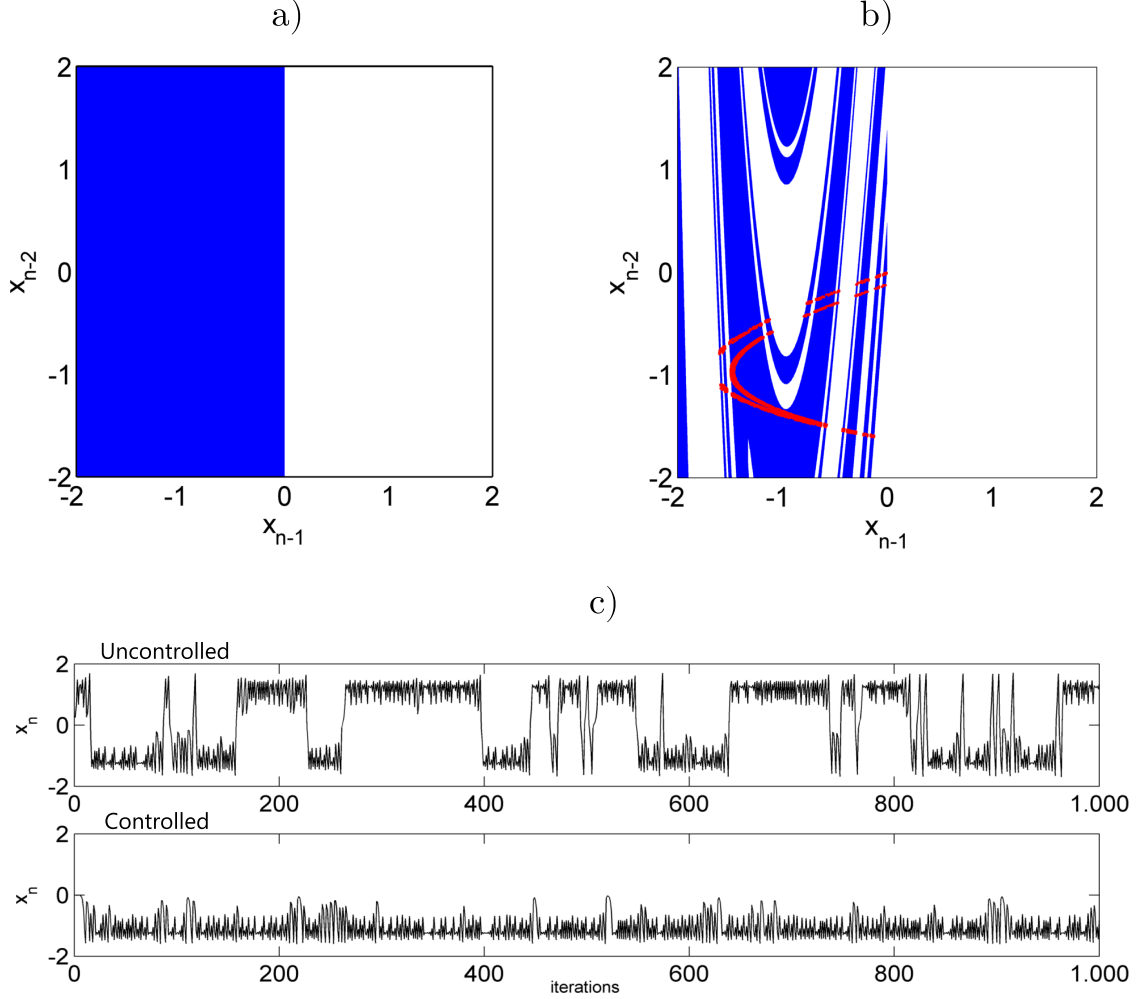 a)
b)
2
1
0
-1
-2
x_{n-2}
-2 -1 0 1 2
x_{n-1}
2
1
0
-1
-2
x_{n-2}
-2 -1 0 1 2
x_{n-1}
c)
Uncontrolled
2
0
-2
x_n
0 200 400 600 800 1.000
Controlled
2
0
-2
x_n
0 200 400 600 800 1.000
iterations